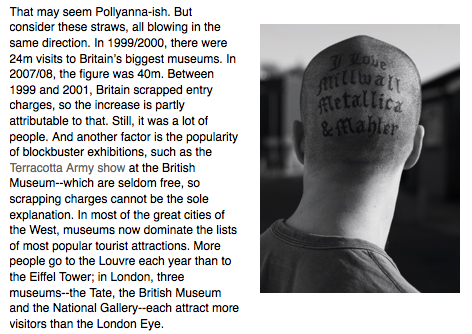 That may seem Pollyanna-ish. But
consider these straws, all blowing in the
same direction. In 1999/2000, there were
24m visits to Britain's biggest museums. In
2007/08, the figure was 40m. Between
1999 and 2001, Britain scrapped entry
charges, so the increase is partly
attributable to that. Still, it was a lot of
people. And another factor is the popularity
of blockbuster exhibitions, such as the
Terracotta Army show at the British
Museum--which are seldom free, so
scrapping charges cannot be the sole
explanation. In most of the great cities of
the West, museums now dominate the lists
of most popular tourist attractions. More
people go to the Louvre each year than to
the Eiffel Tower; in London, three
museums--the Tate, the British Museum
and the National Gallery--each attract more
visitors than the London Eye.
I Love
Millwall
Metallica
& Mahler